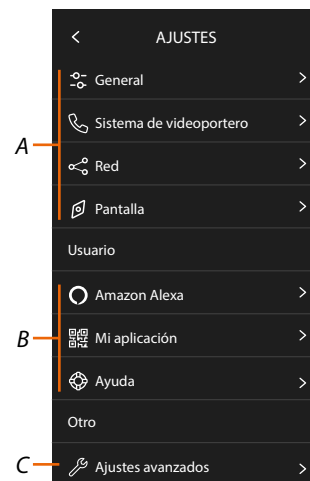 AJUSTES
General
Sistema de videoportero
A
Red
Pantalla
Usuario
Amazon Alexa
B
Mi aplicación
Ayuda
Otro
C
Ajustes avanzados